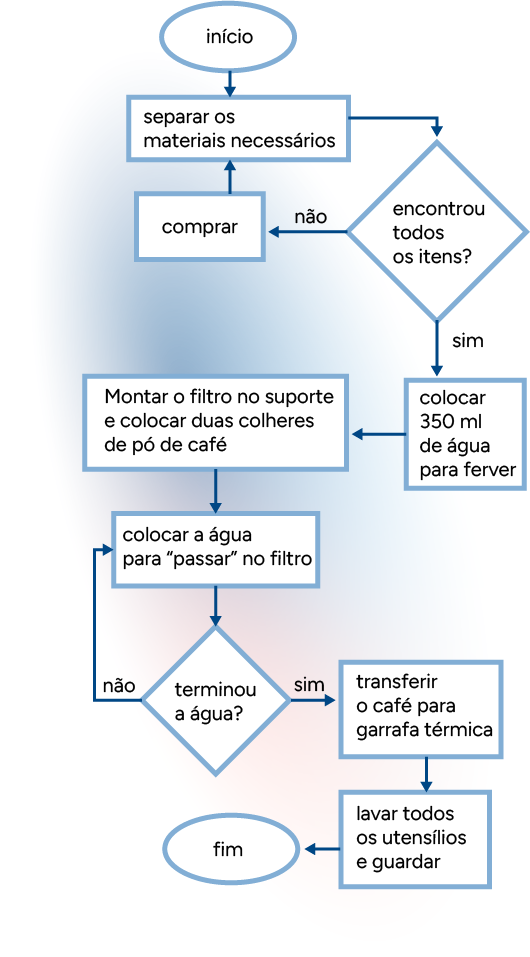 início
separar os
materiais necessários
encontrou
todos
os itens?
não
comprar
sim
colocar
350 ml
de água
para ferver
Montar o filtro no suporte
e colocar duas colheres
de pó de café
colocar a água
para “passar” no filtro
terminou
a água?
não
sim
transferir
o café para
garrafa térmica
lavar todos
os utensílios
e guardar
fim